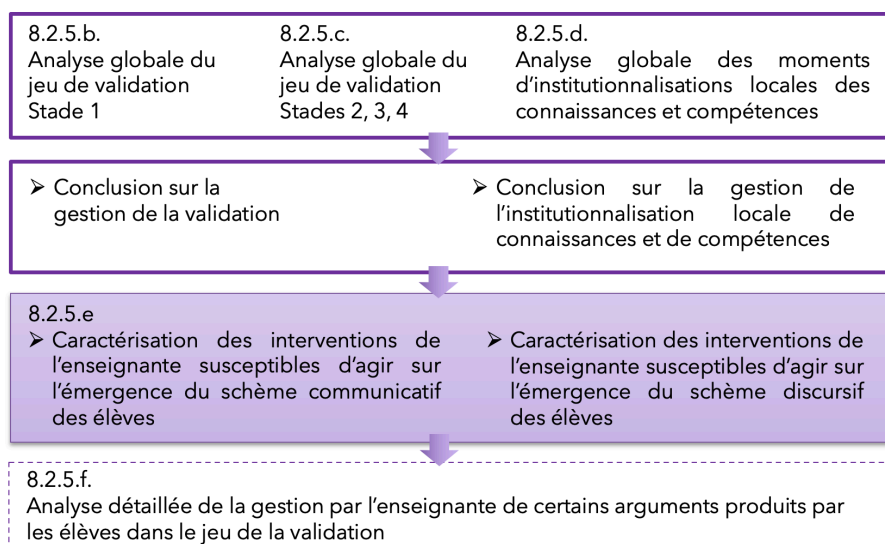 8.2.5.b.
Analyse globale du
jeu de validation
Stade 1
8.2.5.c.
Analyse globale du
jeu de validation
Stades 2, 3, 4
8.2.5.d.
Analyse globale des moments
d'institutionnalisations locales des
connaissances et compétences
➢ Conclusion sur la
gestion de la validation
➢ Conclusion sur la gestion de
l'institutionnalisation locale de
connaissances et de compétences
8.2.5.e
➢ Caractérisation des interventions de
l'enseignante susceptibles d'agir sur
l'émergence du schème communicatif
des élèves
➢ Caractérisation des interventions de
l'enseignante susceptibles d'agir sur
l'émergence du schème discursif
des élèves
8.2.5.f.
Analyse détaillée de la gestion par l'enseignante de certains arguments produits par
les élèves dans le jeu de la validation